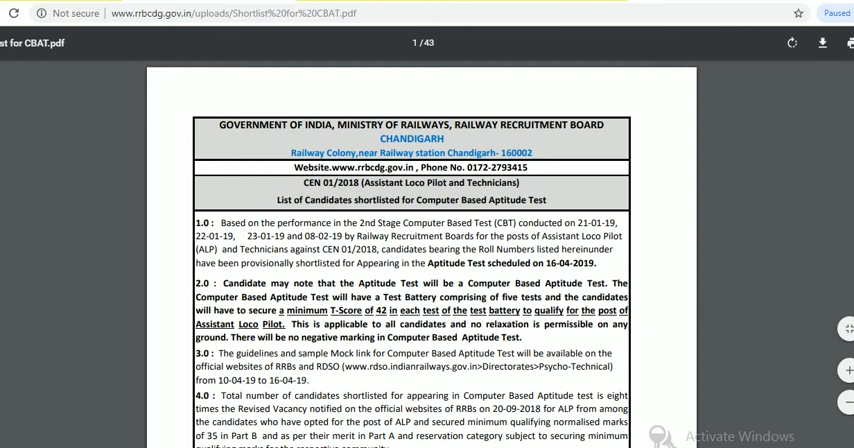 Not secure | www.rrbcdg.gov.in/uploads/Shortlist%20for%20CBAT.pdf
Paused
st for CBAT.pdf
1 / 43
GOVERNMENT OF INDIA, MINISTRY OF RAILWAYS, RAILWAY RECRUITMENT BOARD
CHANDIGARH
Railway Colony,near Railway station Chandigarh- 160002
Website.www.rrbcdg.gov.in , Phone No. 0172-2793415
CEN 01/2018 (Assistant Loco Pilot and Technicians)
List of Candidates shortlisted for Computer Based Aptitude Test
1.0 : Based on the performance in the 2nd Stage Computer Based Test (CBT) conducted on 21-01-19,
22-01-19, 23-01-19 and 08-02-19 by Railway Recruitment Boards for the posts of Assistant Loco Pilot
(ALP) and Technicians against CEN 01/2018, candidates bearing the Roll Numbers listed hereinunder
have been provisionally shortlisted for Appearing in the Aptitude Test scheduled on 16-04-2019.
2.0 : Candidate may note that the Aptitude Test will be a Computer Based Aptitude Test. The
Computer Based Aptitude Test will have a Test Battery comprising of five tests and the candidates
will have to secure a minimum T-Score of 42 in each test of the test battery to qualify for the post of
Assistant Loco Pilot. This is applicable to all candidates and no relaxation is permissible on any
ground. There will be no negative marking in Computer Based Aptitude Test.
3.0 : The guidelines and sample Mock link for Computer Based Aptitude Test will be available on the
official websites of RRBs and RDSO (www.rdso.indianrailways.gov.in>Directorates>Psycho-Technical)
from 10-04-19 to 16-04-19.
4.0 : Total number of candidates shortlisted for appearing in Computer Based Aptitude test is eight
times the Revised Vacancy notified on the official websites of RRBs on 20-09-2018 for ALP from among
the candidates who have opted for the post of ALP and secured minimum qualifying normalised marks
of 35 in Part B and as per their merit in Part A and reservation category subject to securing minimum
qualifying marks for the respective community.
Activate Windows